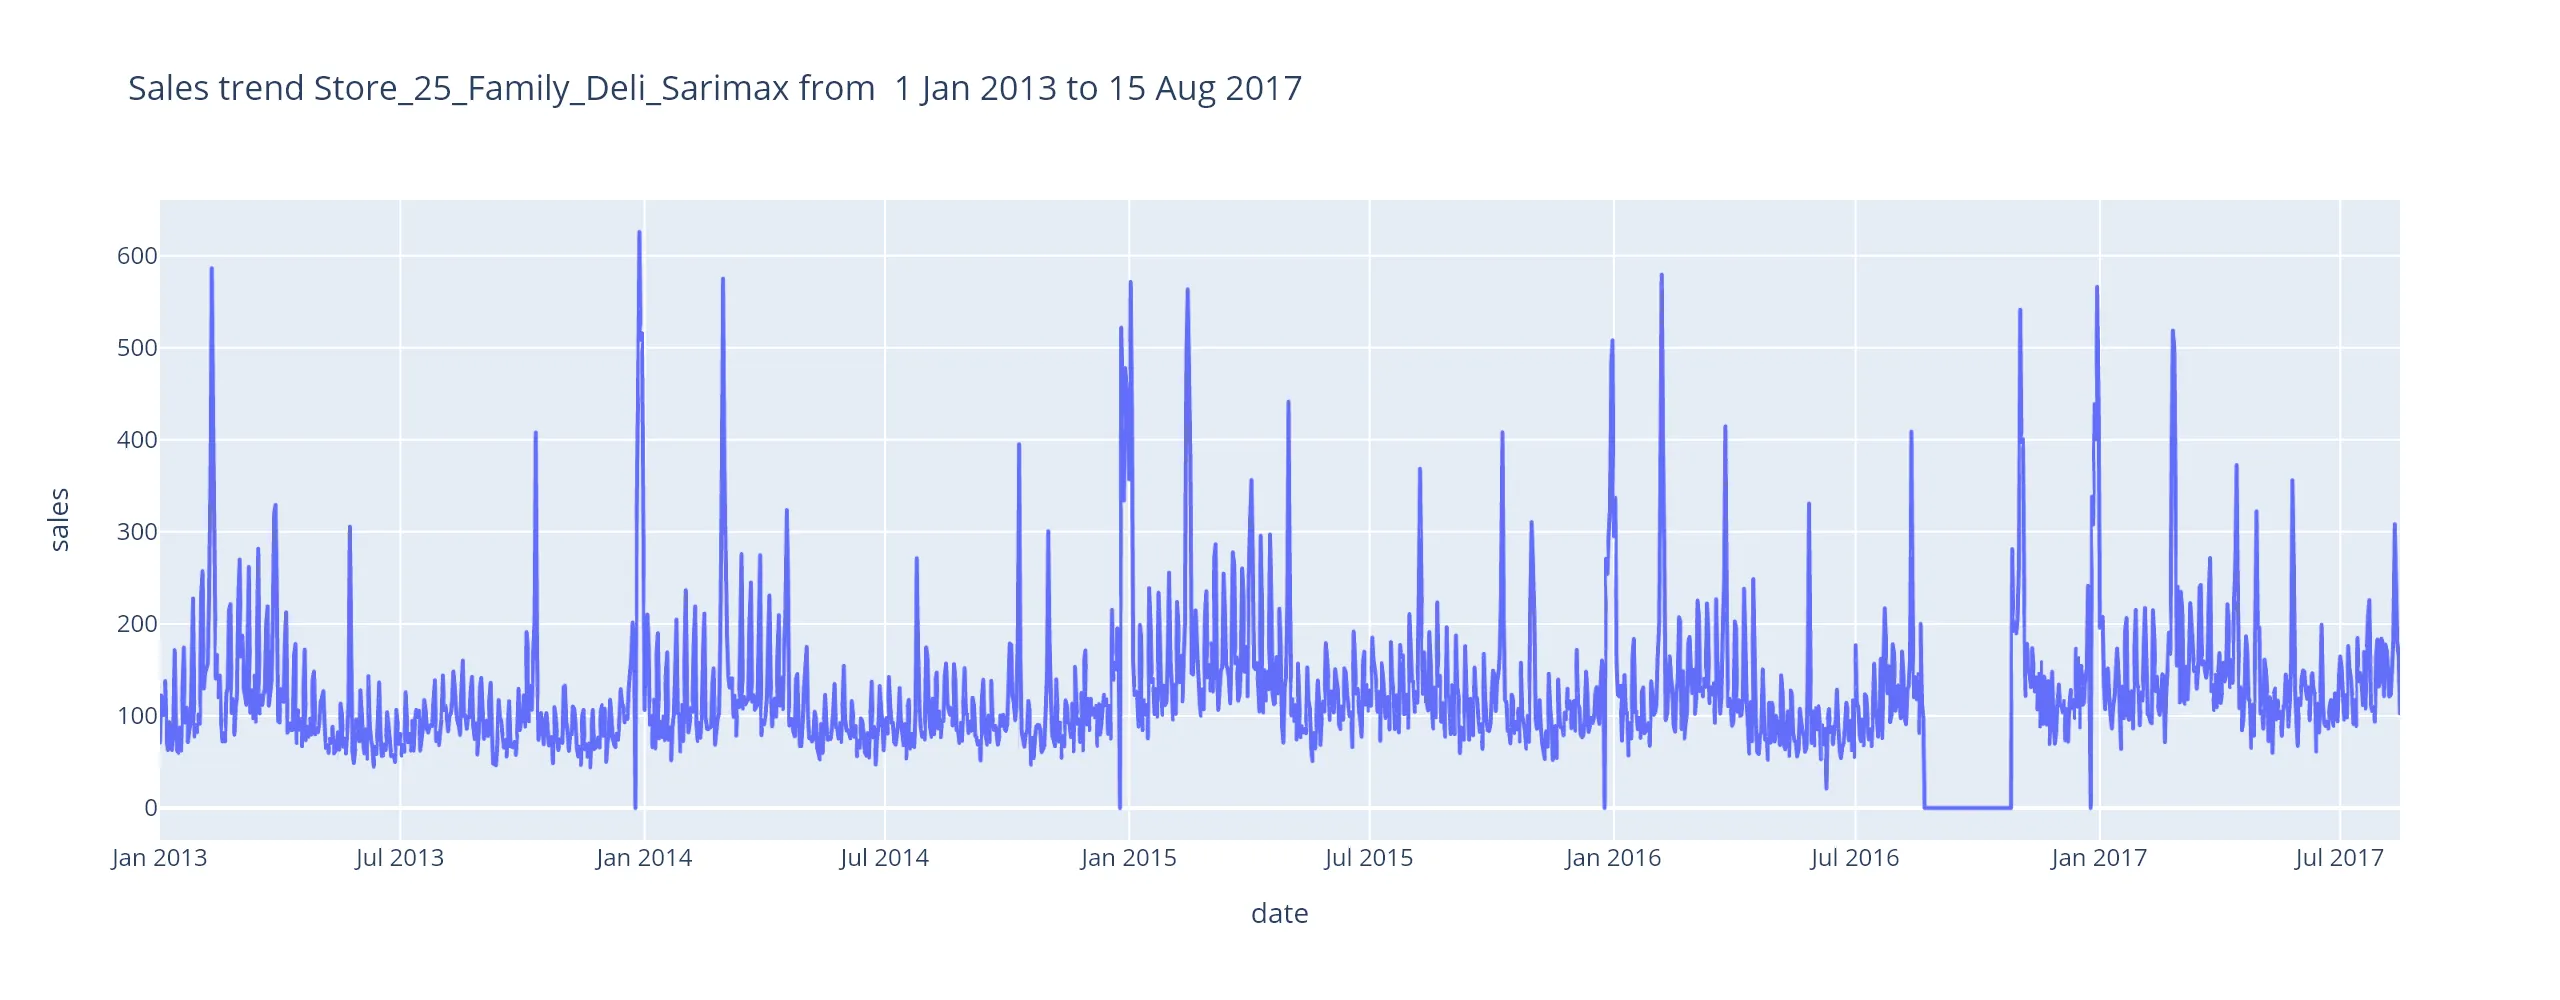 Sales trend Store_25_Family_Deli_Sarimax from  1 Jan 2013 to 15 Aug 2017
600
500
400
300
200
100
0
sales
Jan 2013 Jul 2013 Jan 2014 Jul 2014 Jan 2015 Jul 2015 Jan 2016 Jul 2016 Jan 2017 Jul 2017
date